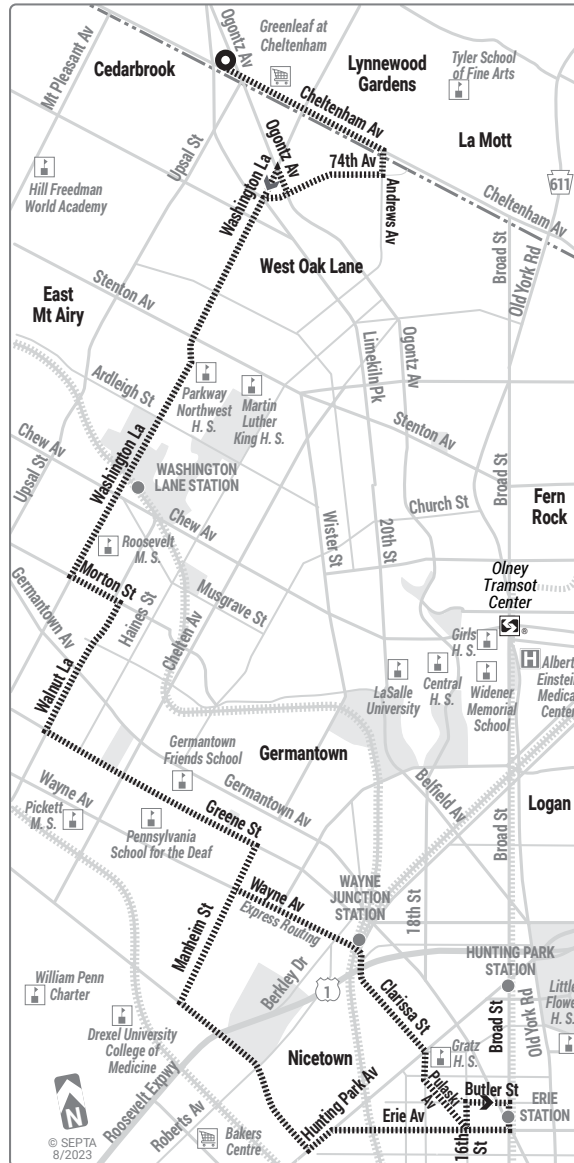 Ogontz Av
Greenleaf at
Cheltenham
Cedarbrook
Mt Pleasant Av
Lynnewood
Gardens
Tyler School
of Fine Arts
Cheltenham Av
La Mott
Upsal St
Ogontz Av
74th Av
Washington La
Hill Freedman
World Academy
611
Andrews Av
Cheltenham Av
West Oak Lane
Broad St
Old York Rd
Stenton Av
East
Mt Airy
Limekiln Pk
Ogontz Av
Ardleigh St
Parkway
Northwest
H. S.
Martin
Luther
King H. S.
Chew Av
Washington La
Stenton Av
Upsal St
WASHINGTON
LANE STATION
Broad St
Fern
Rock
Church St
Chew Av
Wister St
20th St
Roosevelt
M. S.
Morton St
Haines St
Musgrave St
Olney
Tramsot
Center
Germantown Av
Chelten Av
Girls
H. S.
®
H
Albert
Einstein
Medical
Center
Walnut La
LaSalle
University
Central
H. S.
Widener
Memorial
School
Germantown
Friends School
Germantown
Wayne Av
Germantown Av
Belfield Av
Logan
Pickett
M. S.
Greene St
Pennsylvania
School for the Deaf
Broad St
WAYNE
JUNCTION
STATION
18th St
Wayne Av
Express Routing
Manheim St
HUNTING PARK
STATION
Berkley Dr
1
William Penn
Charter
Clarissa St
Broad St
Old York Rd
Little
Flower
H. S.
Drexel University
College of
Medicine
Gratz
H. S.
Nicetown
Hunting Park Av
Pulaski
Av
Butler St
Roosevelt Expwy
Erie Av
ERIE
STATION
N
Roberts Av
16th
St
© SEPTA
8/2023
Bakers
Centre